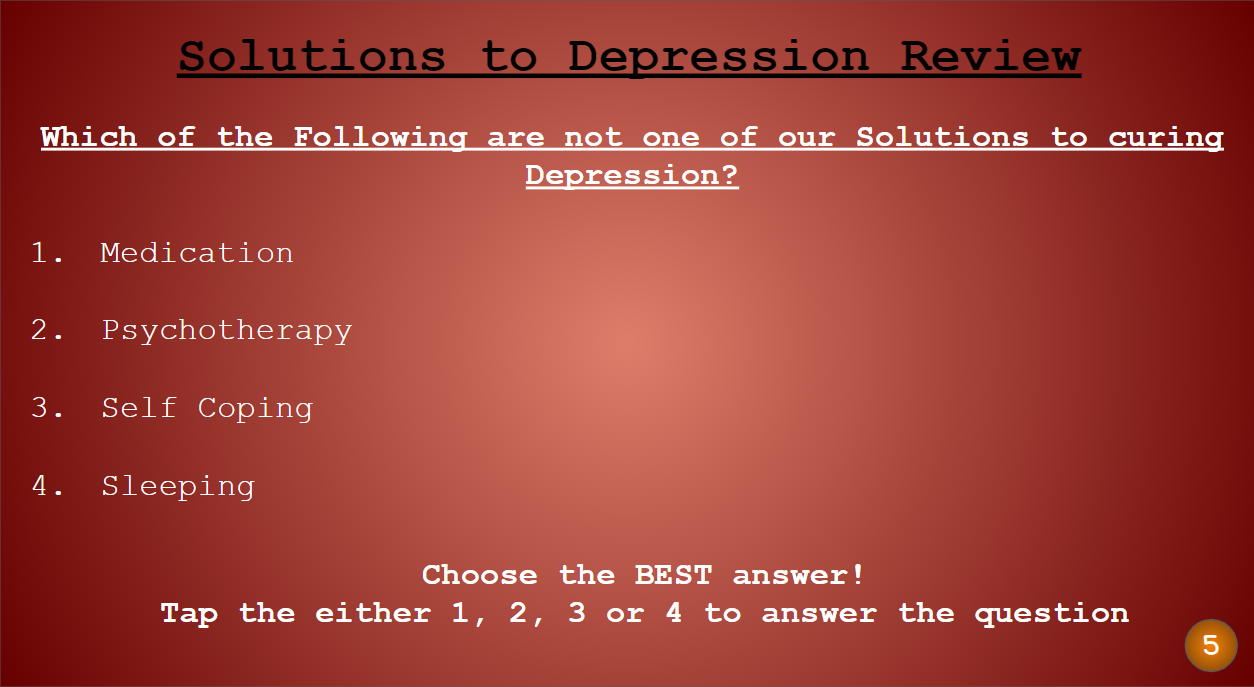 Solutions to Depression Review
Which of the Following are not one of our Solutions to curing
Depression?
1. Medication
2. Psychotherapy
3. Self Coping
4. Sleeping
Choose the BEST answer!
Tap the either 1, 2, 3 or 4 to answer the question
5